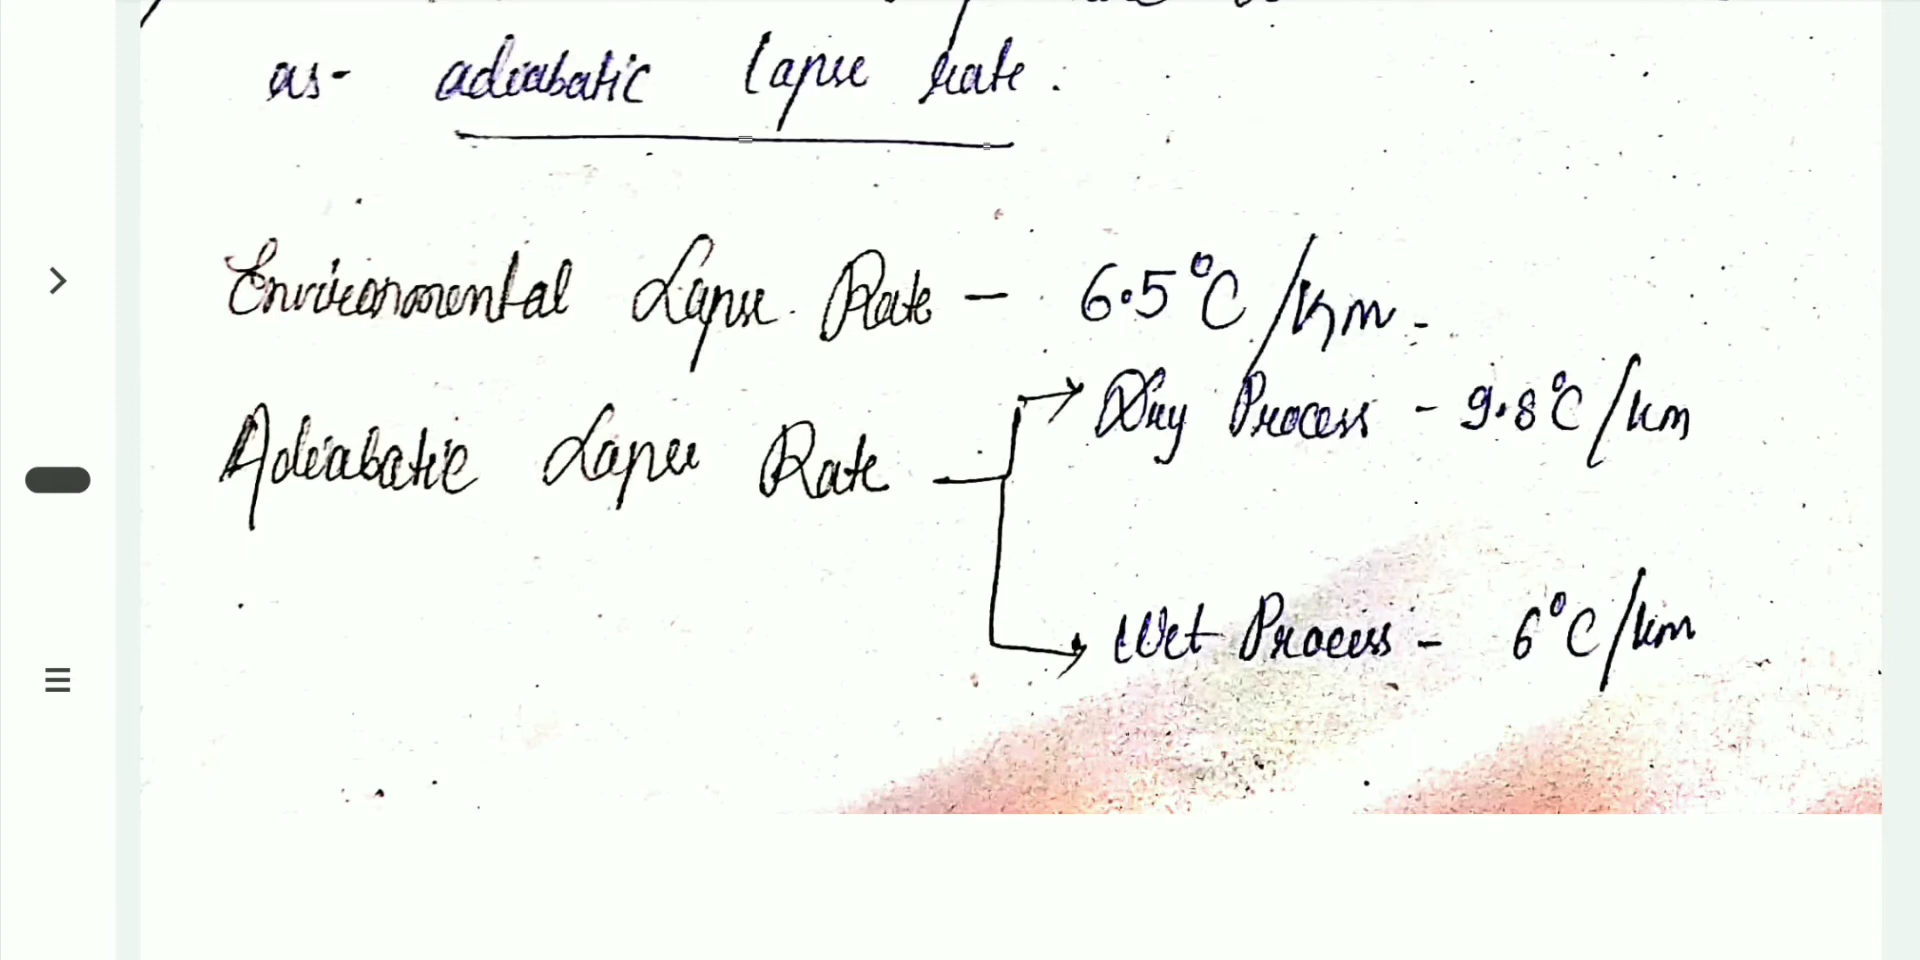 as- adiabatic lapse rate.
Environmental Lapse Rate - 6.5°C/Km.
Adiabatic Lapse Rate → Dry Process - 9.8°C/km
→ Wet Process - 6°C/km